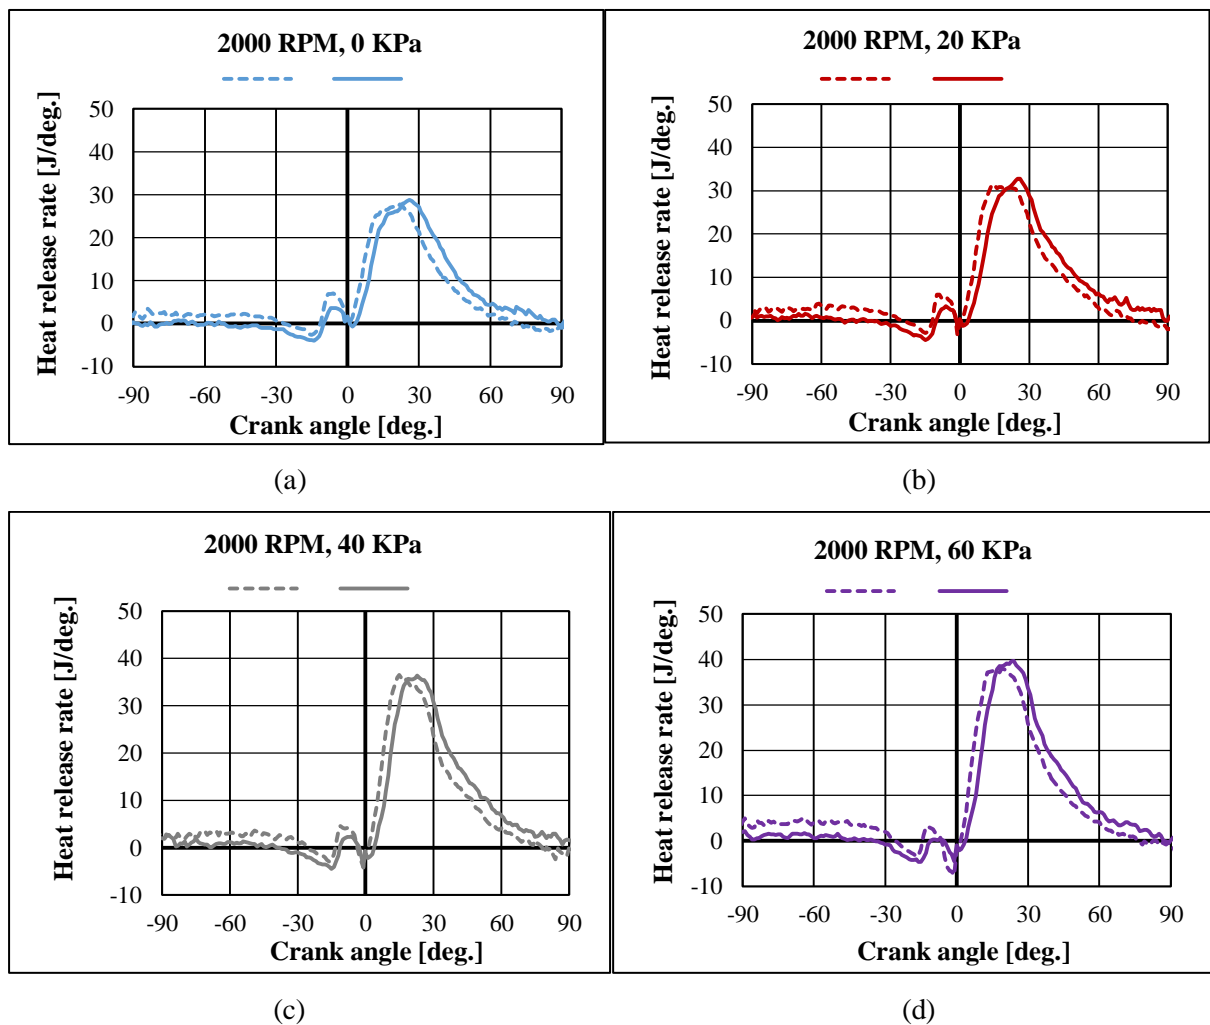 2000 RPM, 0 KPa
Heat release rate [J/deg.]
50
40
30
20
10
0
-10
-90 -60 -30 0 30 60 90
Crank angle [deg.]
(a)
2000 RPM, 20 KPa
Heat release rate [J/deg.]
50
40
30
20
10
0
-10
-90 -60 -30 0 30 60 90
Crank angle [deg.]
(b)
2000 RPM, 40 KPa
Heat release rate [J/deg.]
50
40
30
20
10
0
-10
-90 -60 -30 0 30 60 90
Crank angle [deg.]
(c)
2000 RPM, 60 KPa
Heat release rate [J/deg.]
50
40
30
20
10
0
-10
-90 -60 -30 0 30 60 90
Crank angle [deg.]
(d)